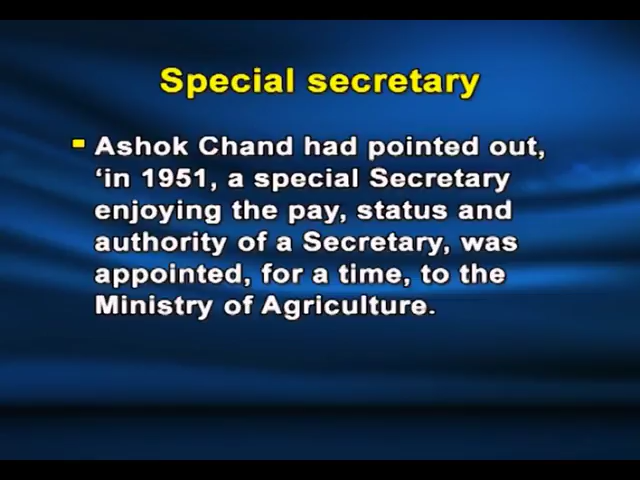 Special secretary
Ashok Chand had pointed out,
‘in 1951, a special Secretary
enjoying the pay, status and
authority of a Secretary, was
appointed, for a time, to the
Ministry of Agriculture.